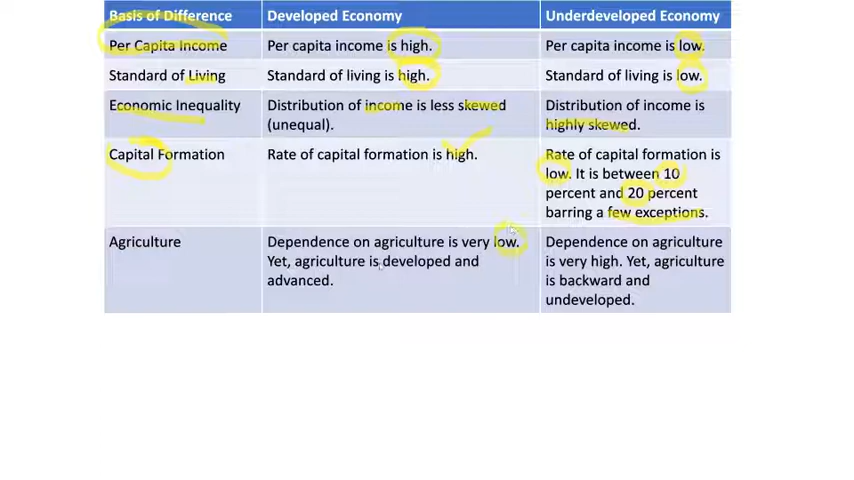 Basis of Difference Developed Economy Underdeveloped Economy
Per Capita Income Per capita income is high. Per capita income is low.
Standard of Living Standard of living is high. Standard of living is low.
Economic Inequality Distribution of income is less skewed Distribution of income is
(unequal). highly skewed.
Capital Formation Rate of capital formation is high. Rate of capital formation is
low. It is between 10
percent and 20 percent
barring a few exceptions.
Agriculture Dependence on agriculture is very low. Dependence on agriculture
Yet, agriculture is developed and is very high. Yet, agriculture
advanced. is backward and
undeveloped.